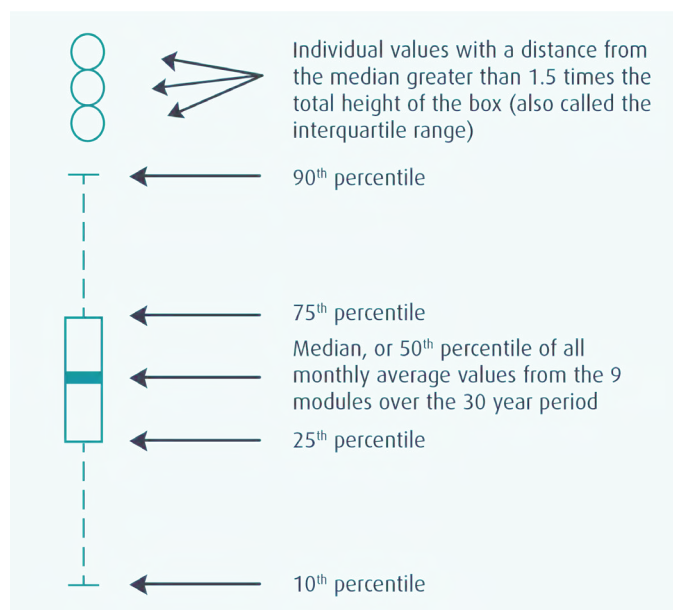 Individual values with a distance from
the median greater than 1.5 times the
total height of the box (also called the
interquartile range)
90th percentile
75th percentile
Median, or 50th percentile of all
monthly average values from the 9
modules over the 30 year period
25th percentile
10th percentile